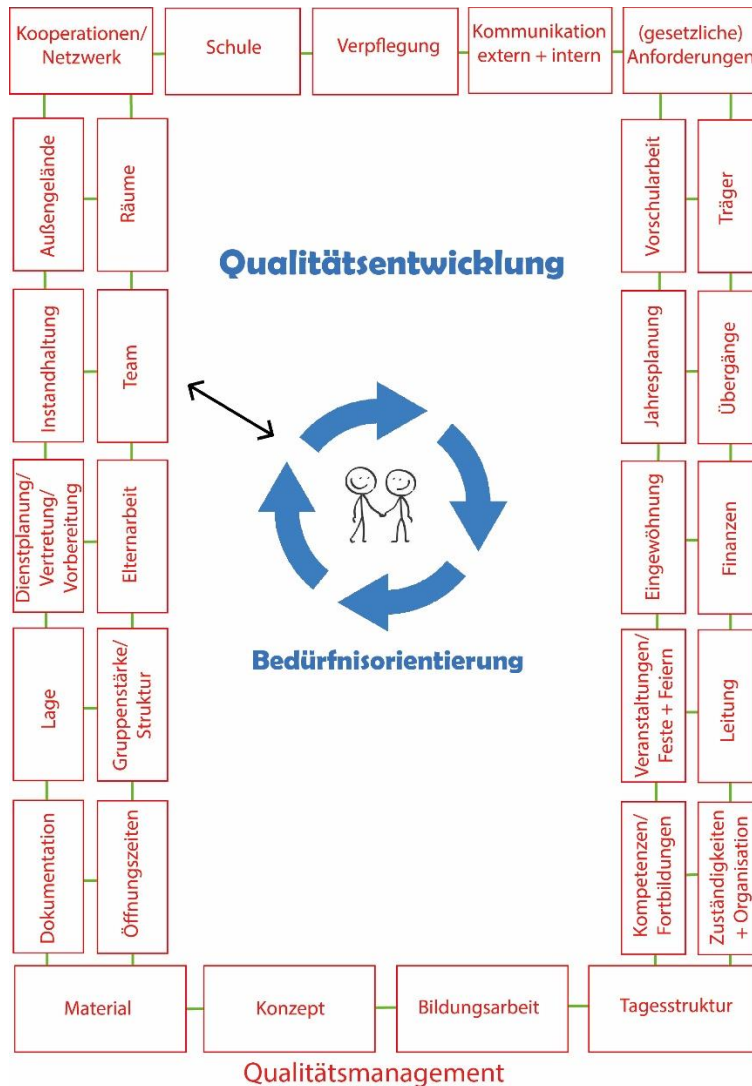 Kooperationen/
Netzwerk
Schule
Verpflegung
Kommunikation
extern + intern
(gesetzliche)
Anforderungen
Außengelände
Räume
Vorschularbeit
Träger
Qualitätsentwicklung
Instandhaltung
Team
Jahresplanung
Übergänge
Dienstplanung/
Vertretung/
Vorbereitung
Elternarbeit
Eingewöhnung
Finanzen
Bedürfnisorientierung
Lage
Gruppenstärke/
Struktur
Veranstaltungen/
Feste + Feiern
Leitung
Dokumentation
Öffnungszeiten
Kompetenzen/
Fortbildungen
Zuständigkeiten
+ Organisation
Material
Konzept
Bildungsarbeit
Tagesstruktur
Qualitätsmanagement